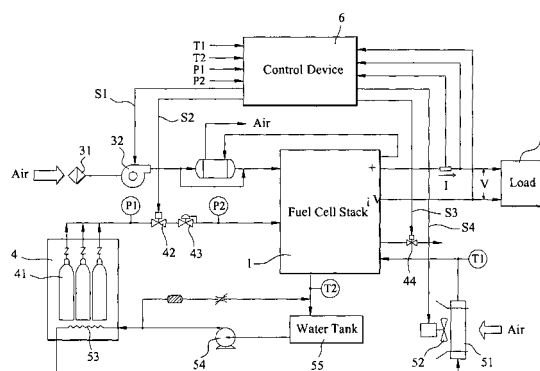 6
T1
T2
P1
P2
Control Device
S1
S2
Air
31
32
Air
+
I
V
Load
P1
P2
Fuel Cell Stack
i V
S3
S4
42
43
1
44
4
41
T2
T1
Water Tank
Air
53
54
55
52
51